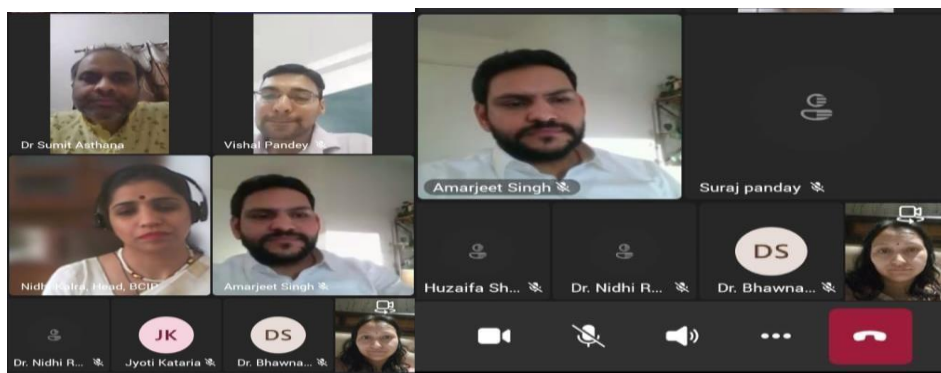 Dr Sumit Asthana
Vishal Pandey
Nidhi Kalra, Head, BCIP
Amarjeet Singh
Dr. Nidhi R...
JK
Jyoti Kataria
DS
Dr. Bhawna...
Amarjeet Singh
Suraj panday
Huzaifa Sh...
Dr. Nidhi R...
DS
Dr. Bhawna...